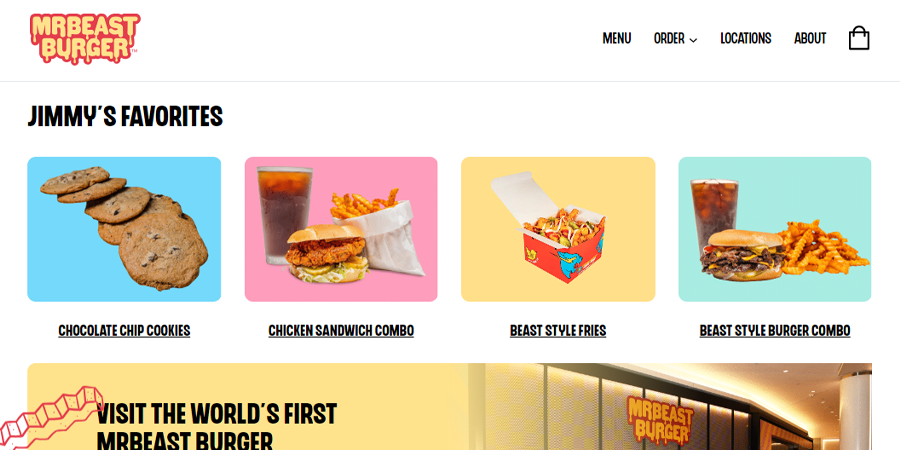 MRBEAST
BURGER™
MENU
ORDER
LOCATIONS
ABOUT
JIMMY'S FAVORITES
CHOCOLATE CHIP COOKIES
CHICKEN SANDWICH COMBO
BEAST STYLE FRIES
BEAST STYLE BURGER COMBO
VISIT THE WORLD'S FIRST
MRBEAST BURGER
MRBEAST
BURGER